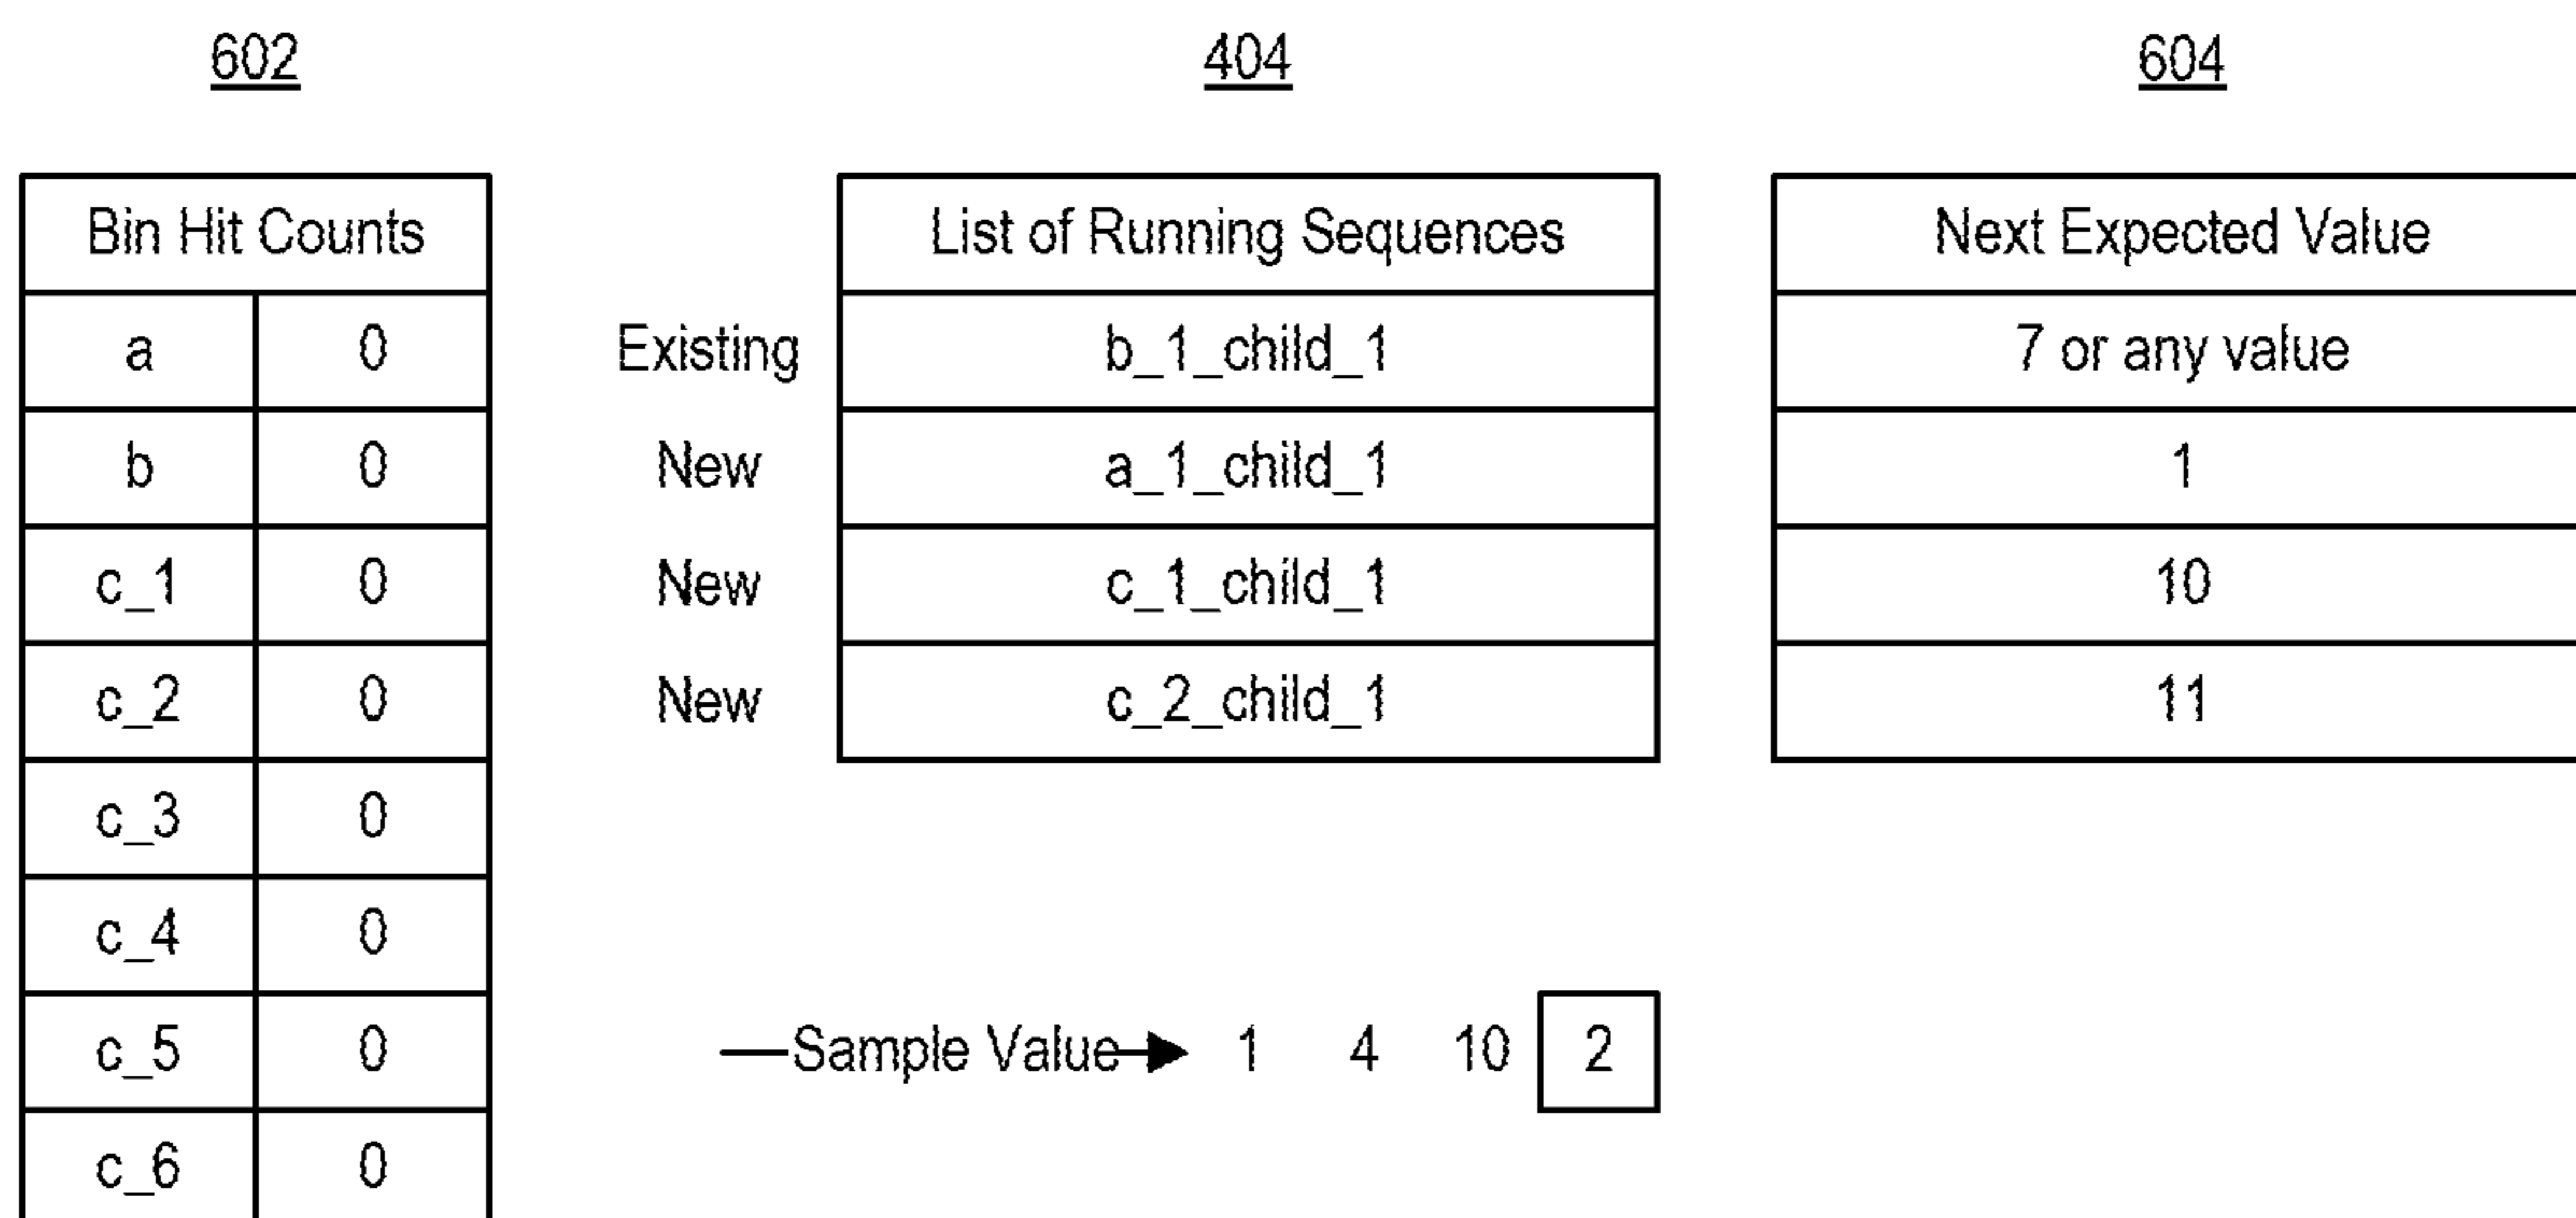 602 404 604
Bin Hit Counts List of Running Sequences Next Expected Value
a 0 Existing b_1_child_1 7 or any value
b 0 New a_1_child_1 1
c_1 0 New c_1_child_1 10
c_2 0 New c_2_child_1 11
c_3 0
c_4 0
c_5 0 Sample Value 1 4 10 2
c_6 0